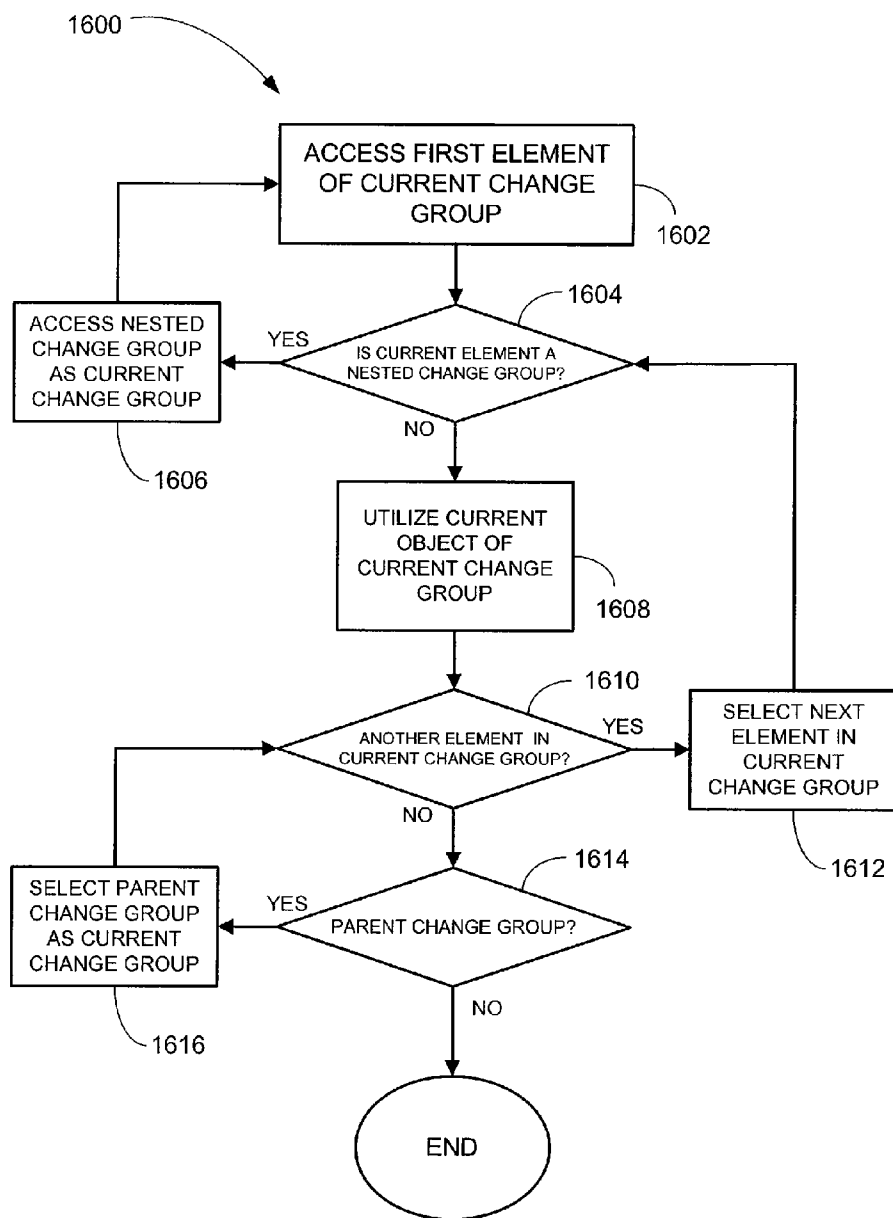 1600
ACCESS FIRST ELEMENT
OF CURRENT CHANGE
GROUP
1602
1604
ACCESS NESTED
CHANGE GROUP
AS CURRENT
CHANGE GROUP
YES
IS CURRENT ELEMENT A
NESTED CHANGE GROUP?
NO
1606
UTILIZE CURRENT
OBJECT OF
CURRENT CHANGE
GROUP
1608
1610
ANOTHER ELEMENT IN
CURRENT CHANGE GROUP?
YES
SELECT NEXT
ELEMENT IN
CURRENT
CHANGE GROUP
NO
1612
1614
SELECT PARENT
CHANGE GROUP
AS CURRENT
CHANGE GROUP
YES
PARENT CHANGE GROUP?
NO
1616
END